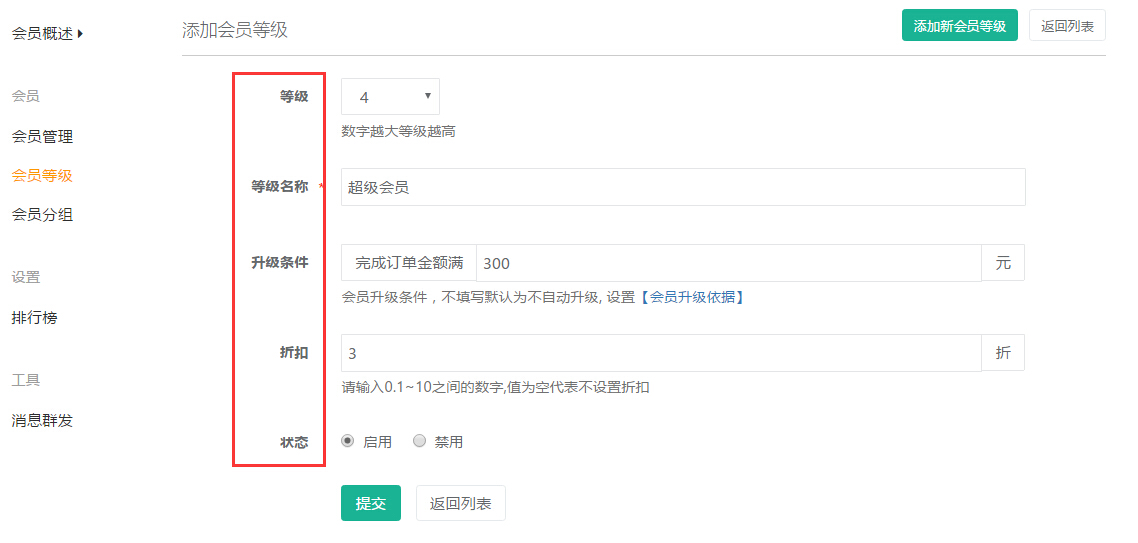 会员概述
添加会员等级
添加新会员等级
返回列表
会员
会员管理
会员等级
会员分组
设置
排行榜
工具
消息群发
等级
4
数字越大等级越高
等级名称 *
超级会员
升级条件
完成订单金额满
300
元
会员升级条件，不填写默认为不自动升级, 设置【会员升级依据】
折扣
3
折
请输入0.1~10之间的数字,值为空代表不设置折扣
状态
启用
禁用
提交
返回列表